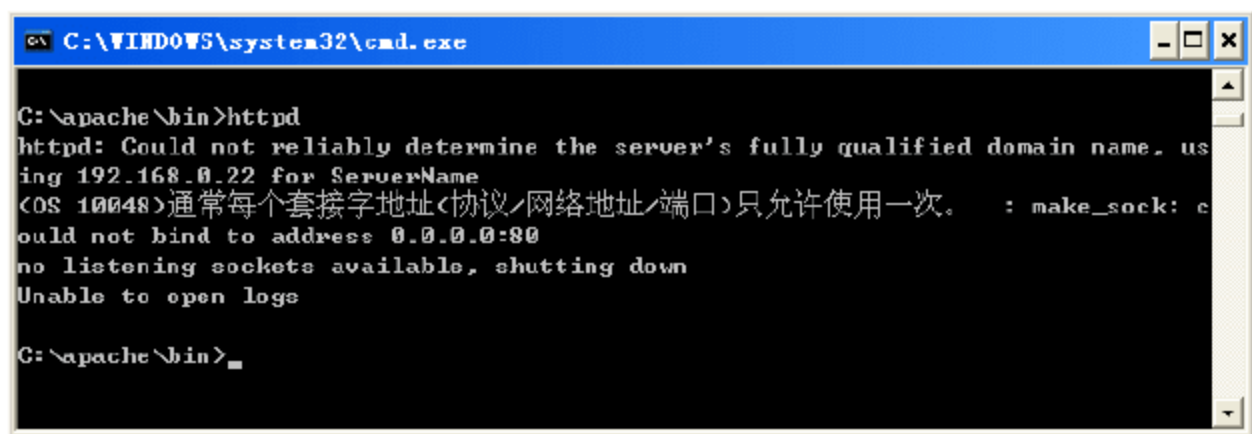 C:\WINDOWS\system32\cmd.exe
C:\apache\bin>httpd
httpd: Could not reliably determine the server's fully qualified domain name, us
ing 192.168.0.22 for ServerName
(OS 10048)通常每个套接字地址(协议/网络地址/端口)只允许使用一次。 : make_sock: c
ould not bind to address 0.0.0.0:80
no listening sockets available, shutting down
Unable to open logs
C:\apache\bin>_